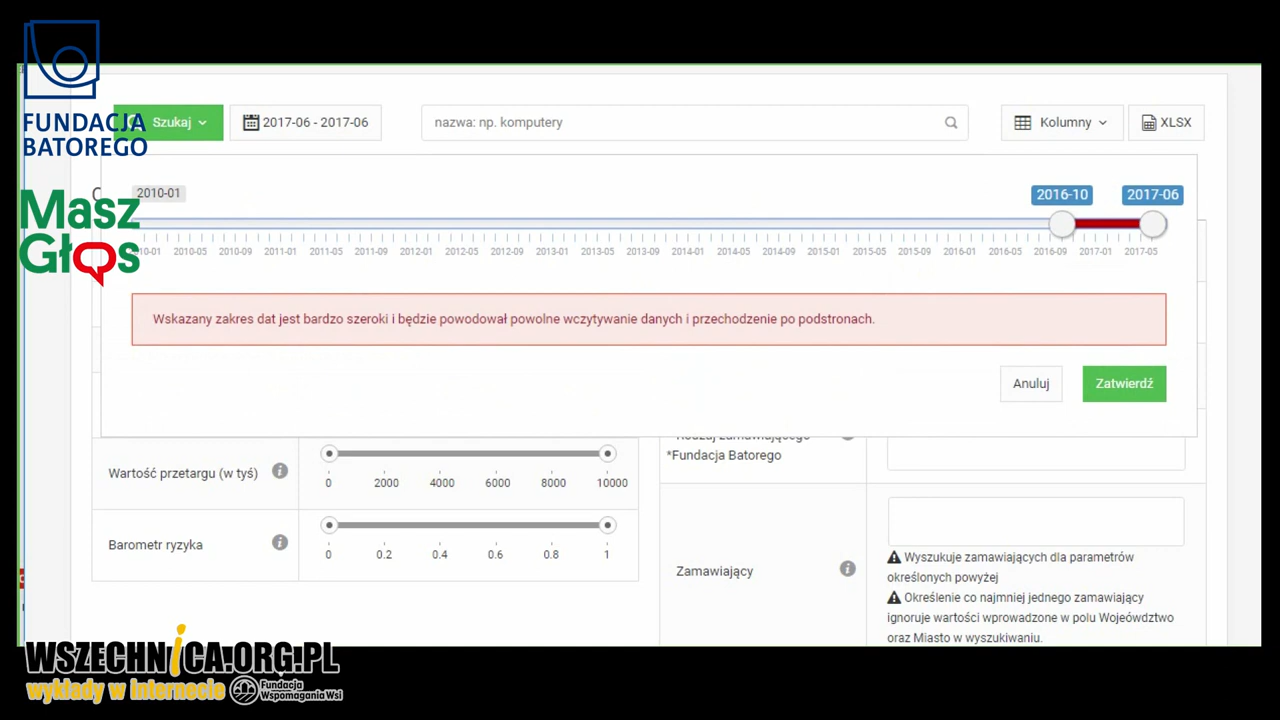 FUNDACJA
BATOREGO
Szukaj
2017-06 - 2017-06
nazwa: np. komputery
Kolumny
XLSX
Masz
Głos
2010-01
2016-10
2017-06
10-01 2010-05 2010-09 2011-01 2011-05 2011-09 2012-01 2012-05 2012-09 2013-01 2013-05 2013-09 2014-01 2014-05 2014-09 2015-01 2015-05 2015-09 2016-01 2016-05 2016-09 2017-01 2017-05
Wskazany zakres dat jest bardzo szeroki i będzie powodował powolne wczytywanie danych i przechodzenie po podstronach.
Anuluj
Zatwierdź
Rodzaj zamawiającego
*Fundacja Batorego
Wartość przetargu (w tyś)
0 2000 4000 6000 8000 10000
Barometr ryzyka
0 0.2 0.4 0.6 0.8 1
Zamawiający
Wyszukuje zamawiających dla parametrów
określonych powyżej
Określenie co najmniej jednego zamawiający
ignoruje wartości wprowadzone w polu Wojeówdztwo
oraz Miasto w wyszukiwaniu.
WSZECHNICA.ORG.PL
wykłady w internecie
Fundacja
Wspomagania Wsi